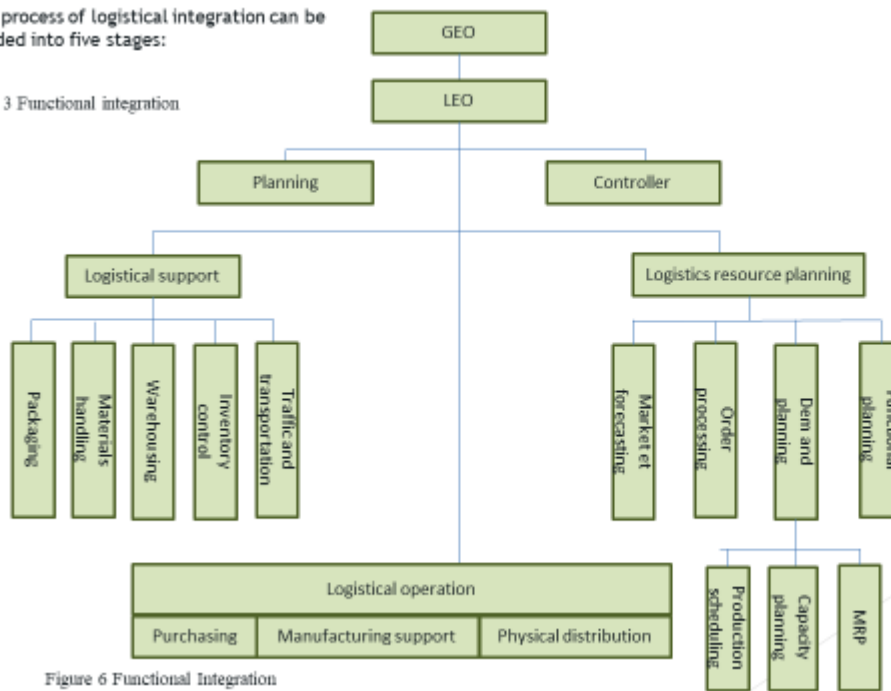 process of logistical integration can be
ded into five stages:
3 Functional integration
GEO
LEO
Planning
Controller
Logistical support
Logistics resource planning
Packaging
Materials
handling
Warehousing
Inventory
control
Traffic and
transportation
Market et
forecasting
Order
processing
Dem and
planning
planning
Logistical operation
Purchasing
Manufacturing support
Physical distribution
Production
scheduling
Capacity
planning
MRP
Figure 6 Functional Integration